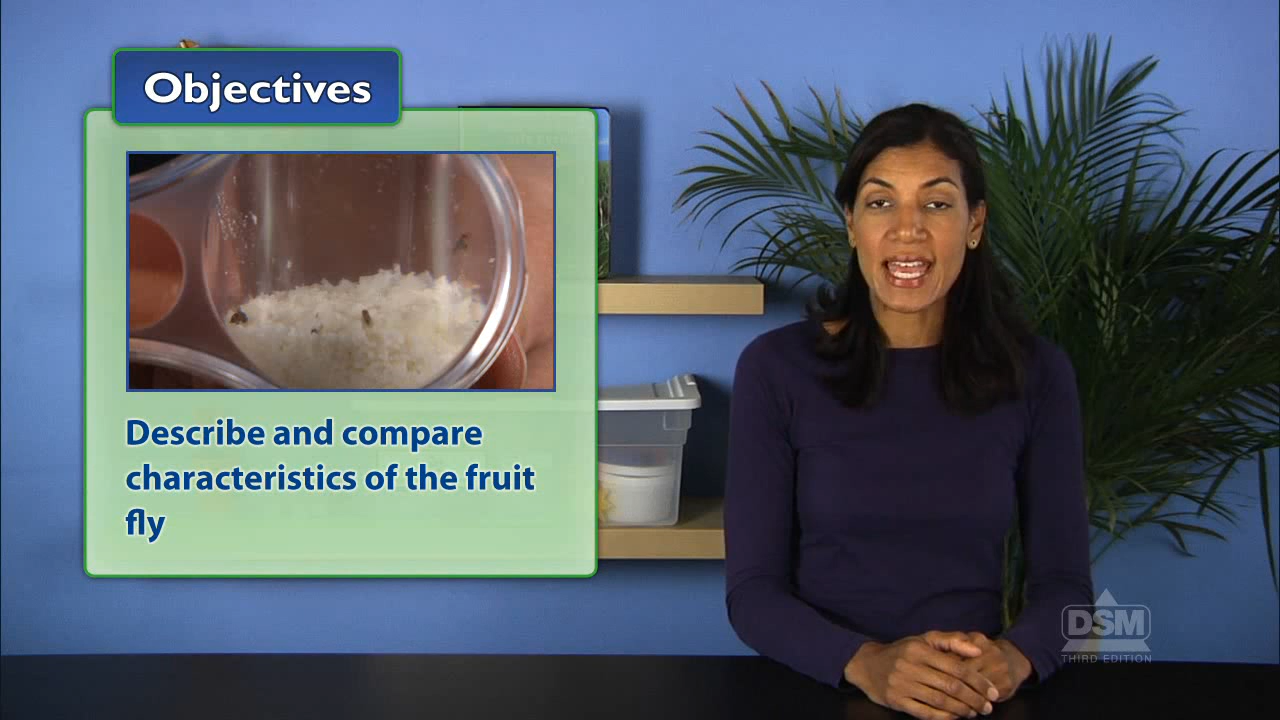 Objectives
Describe and compare
characteristics of the fruit
fly
DSM
THIRD EDITION